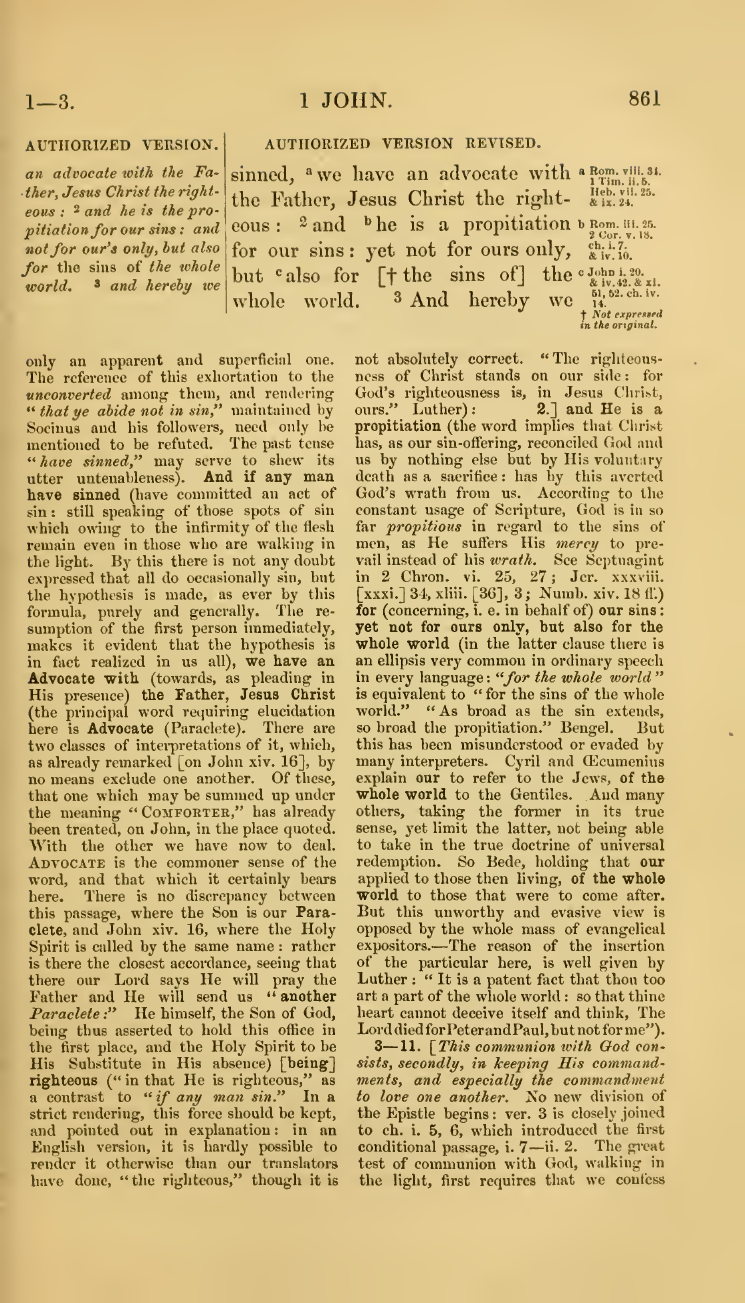 1—3.
1 JOHN.
861
AUTHORIZED VERSION.
an advocate with the Fa-
ther, Jesus Christ the right-
eous : 2 and he is the pro-
pitiation for our sins : and
not for our's only, but also
for the sins of the whole
world. 3 and hereby we
AUTHORIZED VERSION REVISED.
sinned, a we have an advocate with
the Father, Jesus Christ the right-
eous : 2 and b he is a propitiation
for our sins : yet not for ours only,
but c also for [† the sins of] the
whole world. 3 And hereby we
a Rom. viii. 34.
1 Tim. ii. 5.
Heb. vii. 25.
& ix. 24.
b Rom. iii. 25.
2 Cor. v. 18.
ch. i. 7.
& iv. 10.
c John i. 29.
& iv. 42. & xi.
51, 52. ch. iv.
14.
† Not expressed
in the original.
only an apparent and superficial one.
The reference of this exhortation to the
unconverted among them, and rendering
“ that ye abide not in sin,” maintained by
Socinus and his followers, need only be
mentioned to be refuted. The past tense
“ have sinned,” may serve to shew its
utter untenableness). And if any man
have sinned (have committed an act of
sin : still speaking of those spots of sin
which owing to the infirmity of the flesh
remain even in those who are walking in
the light. By this there is not any doubt
expressed that all do occasionally sin, but
the hypothesis is made, as ever by this
formula, purely and generally. The re-
sumption of the first person immediately,
makes it evident that the hypothesis is
in fact realized in us all), we have an
Advocate with (towards, as pleading in
His presence) the Father, Jesus Christ
(the principal word requiring elucidation
here is Advocate (Paraclete). There are
two classes of interpretations of it, which,
as already remarked [on John xiv. 16], by
no means exclude one another. Of these,
that one which may be summed up under
the meaning “ COMFORTER,” has already
been treated, on John, in the place quoted.
With the other we have now to deal.
ADVOCATE is the commoner sense of the
word, and that which it certainly bears
here. There is no discrepancy between
this passage, where the Son is our Para-
clete, and John xiv. 16, where the Holy
Spirit is called by the same name : rather
is there the closest accordance, seeing that
there our Lord says He will pray the
Father and He will send us “ another
Paraclete :” He himself, the Son of God,
being thus asserted to hold this office in
the first place, and the Holy Spirit to be
His Substitute in His absence) [being]
righteous (“ in that He is righteous,” as
a contrast to “ if any man sin.” In a
strict rendering, this force should be kept,
and pointed out in explanation : in an
English version, it is hardly possible to
render it otherwise than our translators
have done, “ the righteous,” though it is
not absolutely correct. “ The righteous-
ness of Christ stands on our side : for
God's righteousness is, in Jesus Christ,
ours.” Luther) : 2.] and He is a
propitiation (the word implies that Christ
has, as our sin-offering, reconciled God and
us by nothing else but by His voluntary
death as a sacrifice : has by this averted
God's wrath from us. According to the
constant usage of Scripture, God is in so
far propitious in regard to the sins of
men, as He suffers His mercy to pre-
vail instead of his wrath. See Septuagint
in 2 Chron. vi. 25, 27 ; Jer. xxxviii.
[xxxi.] 34, xliii. [36], 3 ; Numb. xiv. 18 ff.)
for (concerning, i. e. in behalf of) our sins :
yet not for ours only, but also for the
whole world (in the latter clause there is
an ellipsis very common in ordinary speech
in every language : “for the whole world ”
is equivalent to “ for the sins of the whole
world.” “ As broad as the sin extends,
so broad the propitiation.” Bengel. But
this has been misunderstood or evaded by
many interpreters. Cyril and Œcumenius
explain our to refer to the Jews, of the
whole world to the Gentiles. And many
others, taking the former in its true
sense, yet limit the latter, not being able
to take in the true doctrine of universal
redemption. So Bede, holding that our
applied to those then living, of the whole
world to those that were to come after.
But this unworthy and evasive view is
opposed by the whole mass of evangelical
expositors.—The reason of the insertion
of the particular here, is well given by
Luther : “ It is a patent fact that thou too
art a part of the whole world : so that thine
heart cannot deceive itself and think, The
Lord died for Peter and Paul, but not for me”).
3—11. [This communion with God con-
sists, secondly, in keeping His command-
ments, and especially the commandment
to love one another. No new division of
the Epistle begins : ver. 3 is closely joined
to ch. i. 5, 6, which introduced the first
conditional passage, i. 7—ii. 2. The great
test of communion with God, walking in
the light, first requires that we confess